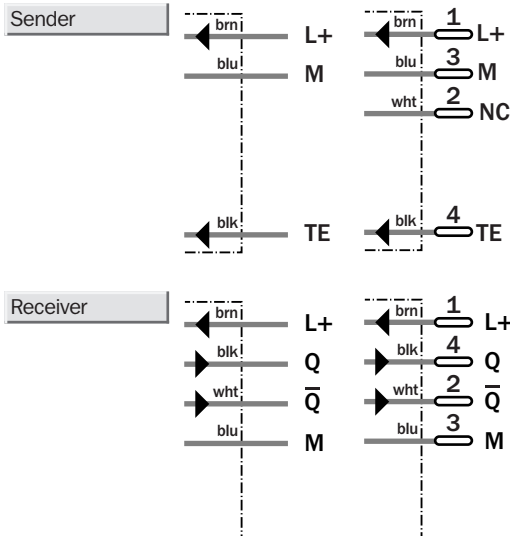 Sender
brn L+ brn 1 L+
blu M blu 3 M
wht 2 NC
blk TE blk 4 TE
Receiver
brn L+ brn 1 L+
blk Q blk 4 Q
wht Q̅ wht 2 Q̅
blu M blu 3 M